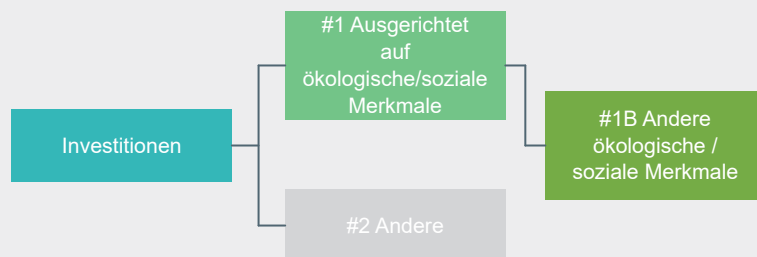 #1 Ausgerichtet
auf
ökologische/soziale
Merkmale
Investitionen
#1B Andere
ökologische /
soziale Merkmale
#2 Andere